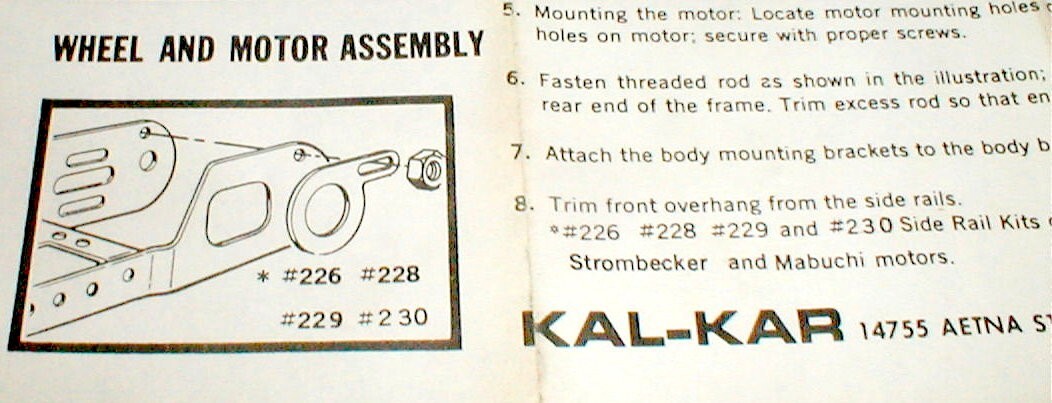 WHEEL AND MOTOR ASSEMBLY
* #226 #228
#229 #230
5. Mounting the motor: Locate motor mounting holes
holes on motor; secure with proper screws.
6. Fasten threaded rod as shown in the illustration;
rear end of the frame. Trim excess rod so that en
7. Attach the body mounting brackets to the body b
8. Trim front overhang from the side rails.
*#226 #228 #229 and #230 Side Rail Kits
Strombecker and Mabuchi motors.
KAL-KAR 14755 AETNA ST